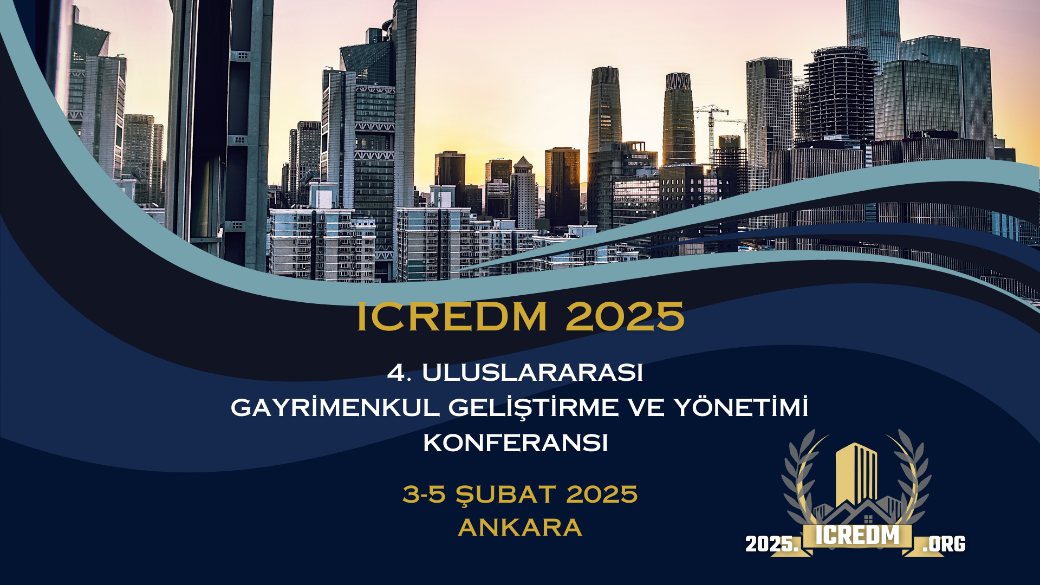 ICREDM 2025
4. ULUSLARARASI
GAYRİMENKUL GELİŞTİRME VE YÖNETİMİ
KONFERANSI
3-5 ŞUBAT 2025
ANKARA
2025. ICREDM .ORG